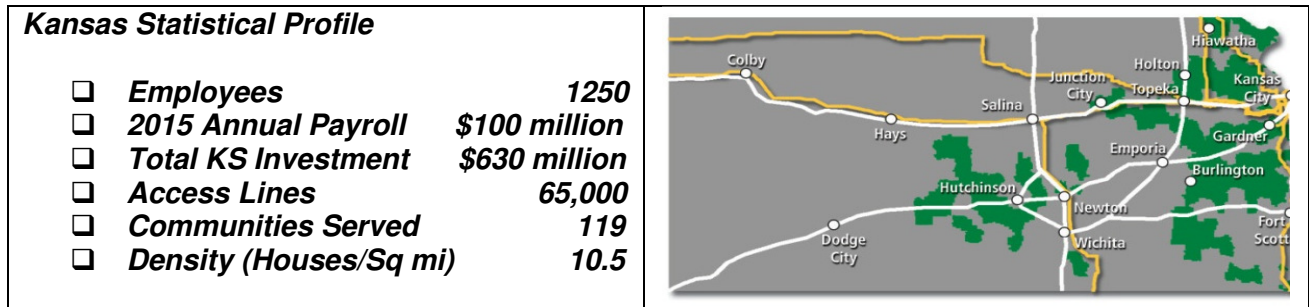 Kansas Statistical Profile
❑ Employees 1250
❑ 2015 Annual Payroll $100 million
❑ Total KS Investment $630 million
❑ Access Lines 65,000
❑ Communities Served 119
❑ Density (Houses/Sq mi) 10.5
Hiawatha
Colby
Holton
Junction
City
Topeka
Kansas
City
Salina
Hays
Gardner
Emporia
Burlington
Hutchinson
Newton
Dodge
City
Wichita
Fort
Scott